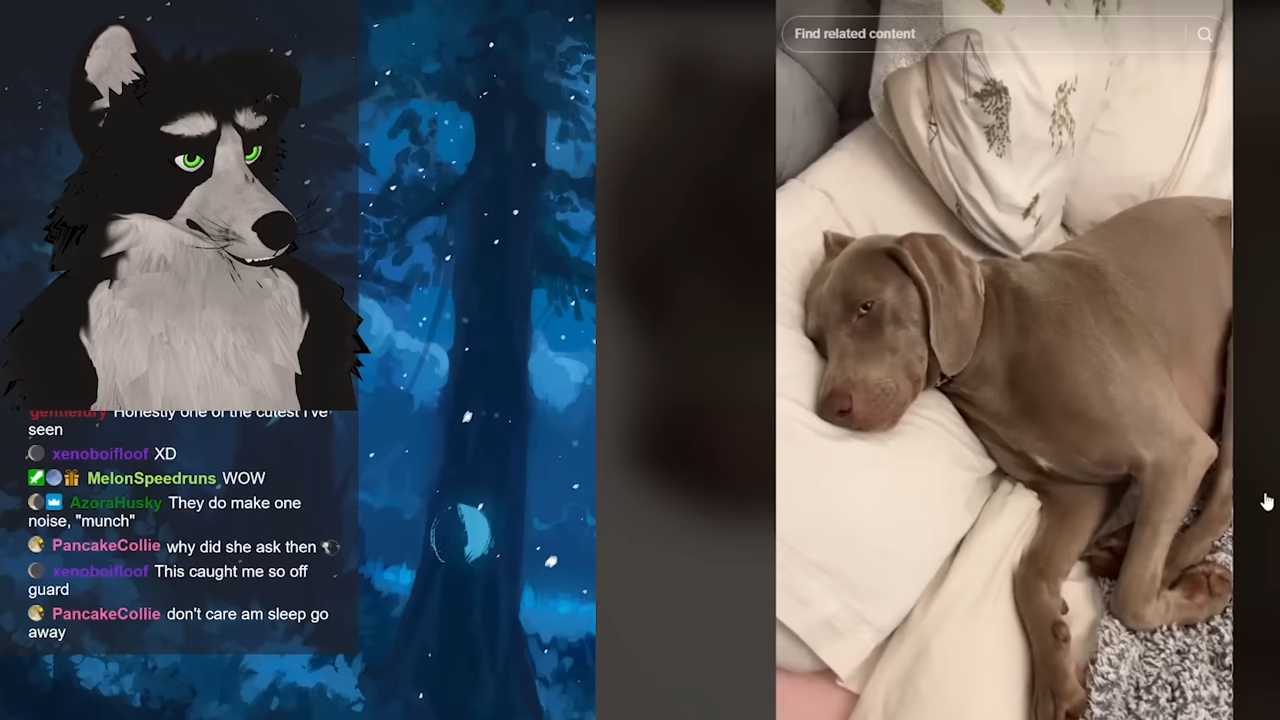 Find related content
gentlefury Honestly one of the cutest I've
seen
xenoboifloof XD
MelonSpeedruns WOW
AzoraHusky They do make one
noise, "munch"
PancakeCollie why did she ask then
xenoboifloof This caught me so off
guard
PancakeCollie don't care am sleep go
away